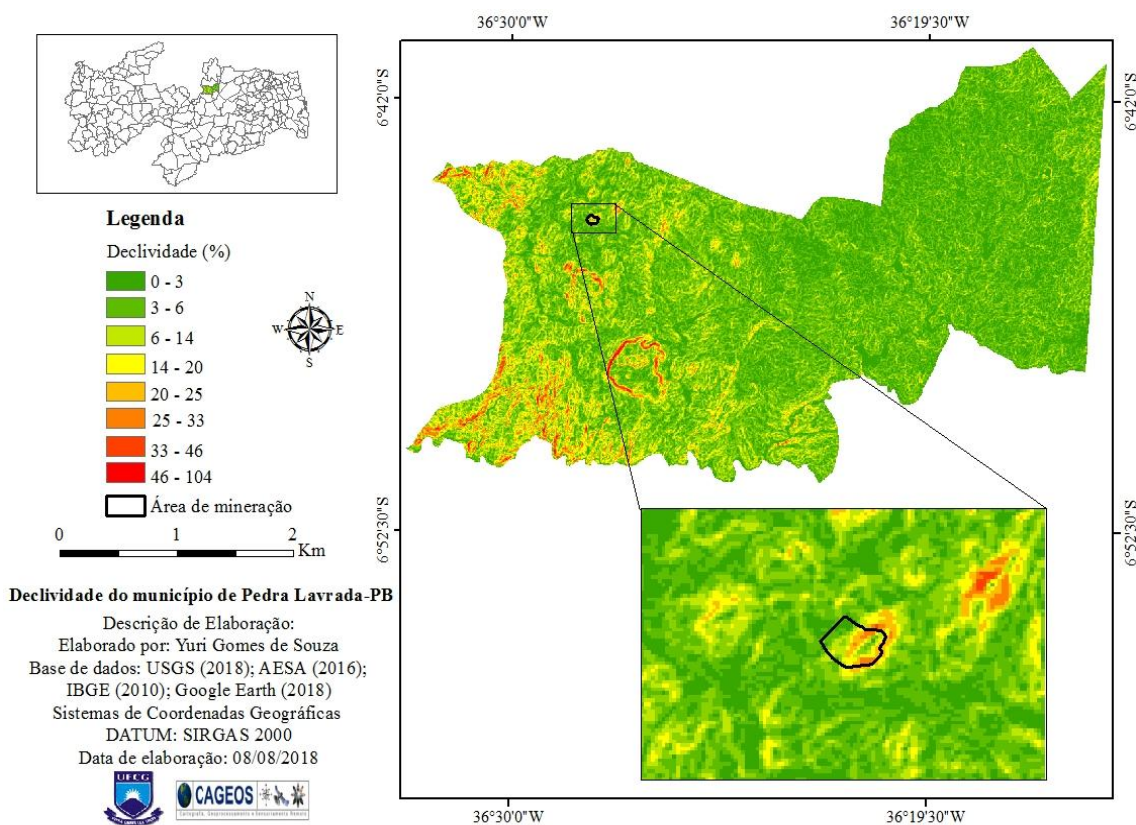 36°30'0"W
36°19'30"W
6°42'0"S
6°42'0"S
Legenda
Declividade (%)
0 - 3
3 - 6
6 - 14
14 - 20
20 - 25
25 - 33
33 - 46
46 - 104
Área de mineração
N
W
E
S
0 1 2
Km
6°52'30"S
6°52'30"S
Declividade do município de Pedra Lavrada-PB
Descrição de Elaboração:
Elaborado por: Yuri Gomes de Souza
Base de dados: USGS (2018); AESA (2016);
IBGE (2010); Google Earth (2018)
Sistemas de Coordenadas Geográficas
DATUM: SIRGAS 2000
Data de elaboração: 08/08/2018
UFCG
CAGEOS
Cartografia, Geoprocessamento e Sensoriamento Remoto
36°30'0"W
36°19'30"W